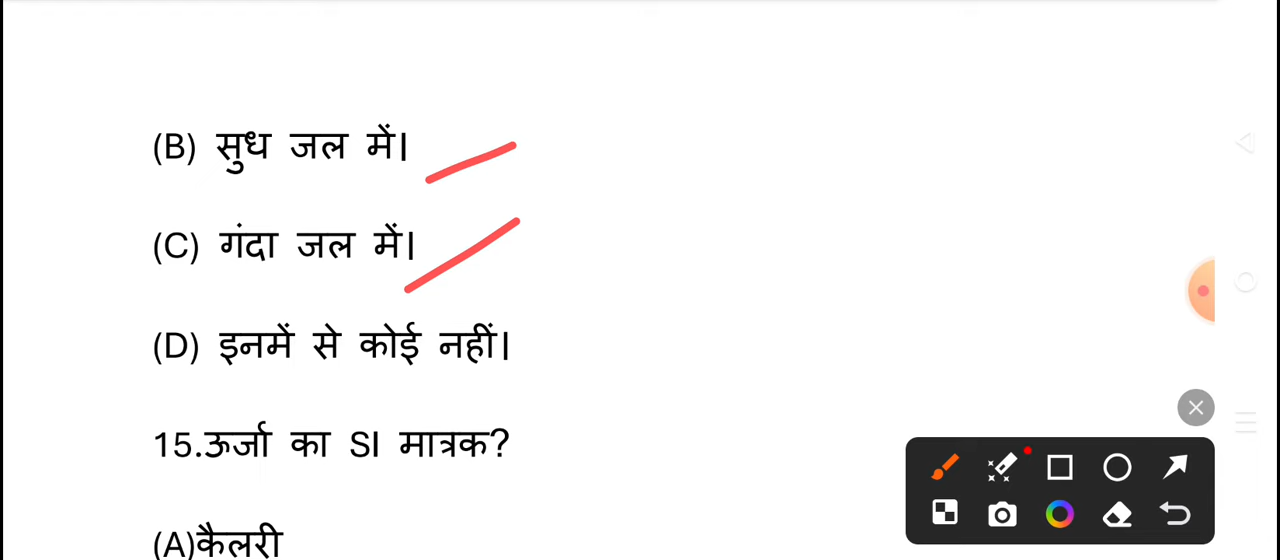 (B) सुध जल में।
(C) गंदा जल में।
(D) इनमें से कोई नहीं।
15.ऊर्जा का SI मात्रक?
(A)कैलरी